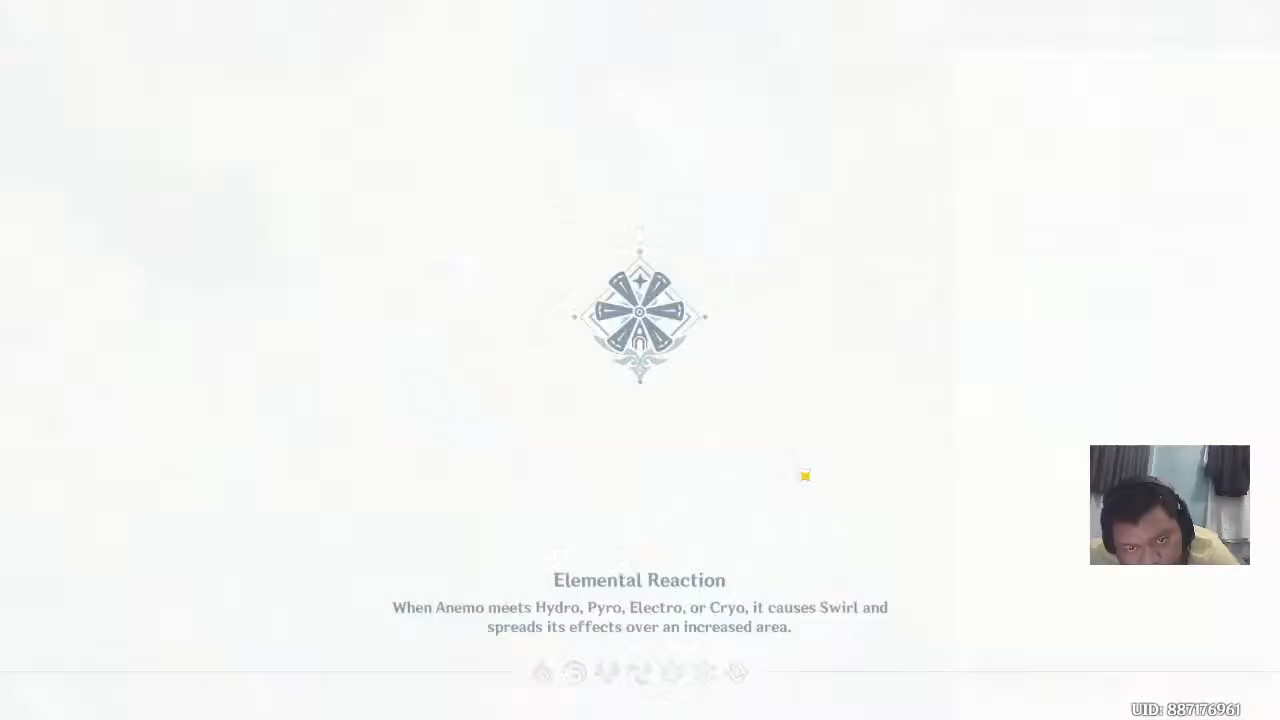 Elemental Reaction
When Anemo meets Hydro, Pyro, Electro, or Cryo, it causes Swirl and
spreads its effects over an increased area.
UID: 887176961